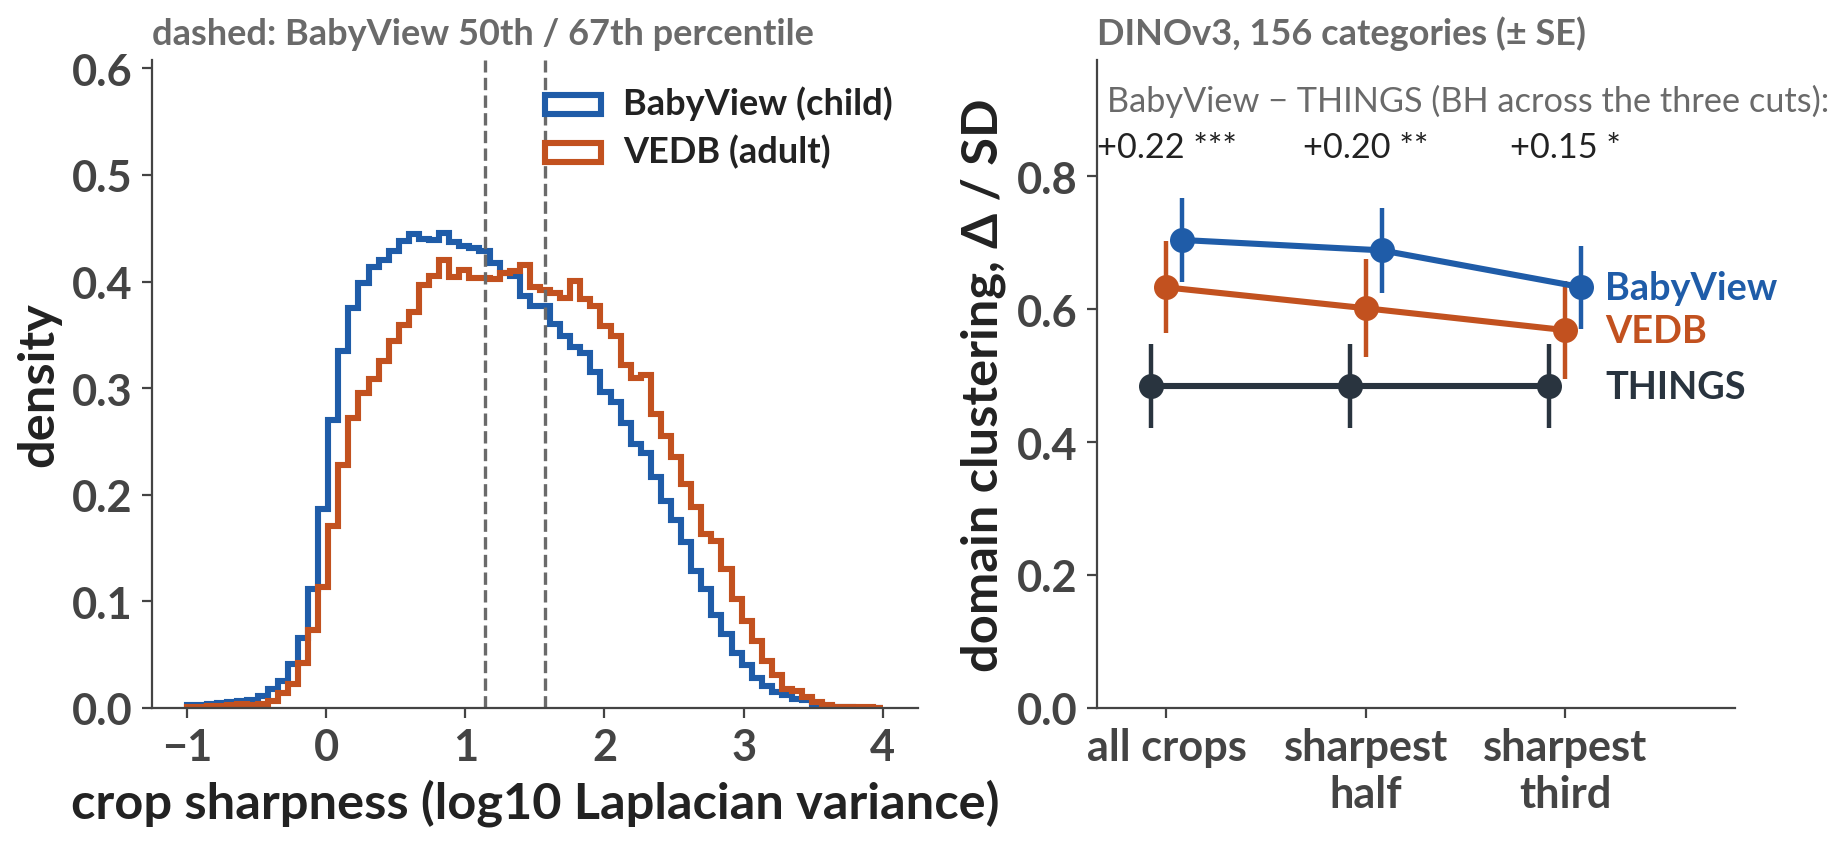 dashed: BabyView 50th / 67th percentile
0.6
0.5
0.4
0.3
0.2
0.1
0.0
density
BabyView (child)
VEDB (adult)
−1 0 1 2 3 4
crop sharpness (log10 Laplacian variance)
DINOv3, 156 categories (± SE)
BabyView − THINGS (BH across the three cuts):
+0.22 *** +0.20 ** +0.15 *
0.8
0.6
0.4
0.2
0.0
domain clustering, Δ / SD
BabyView
VEDB
THINGS
all crops sharpest sharpest
half third